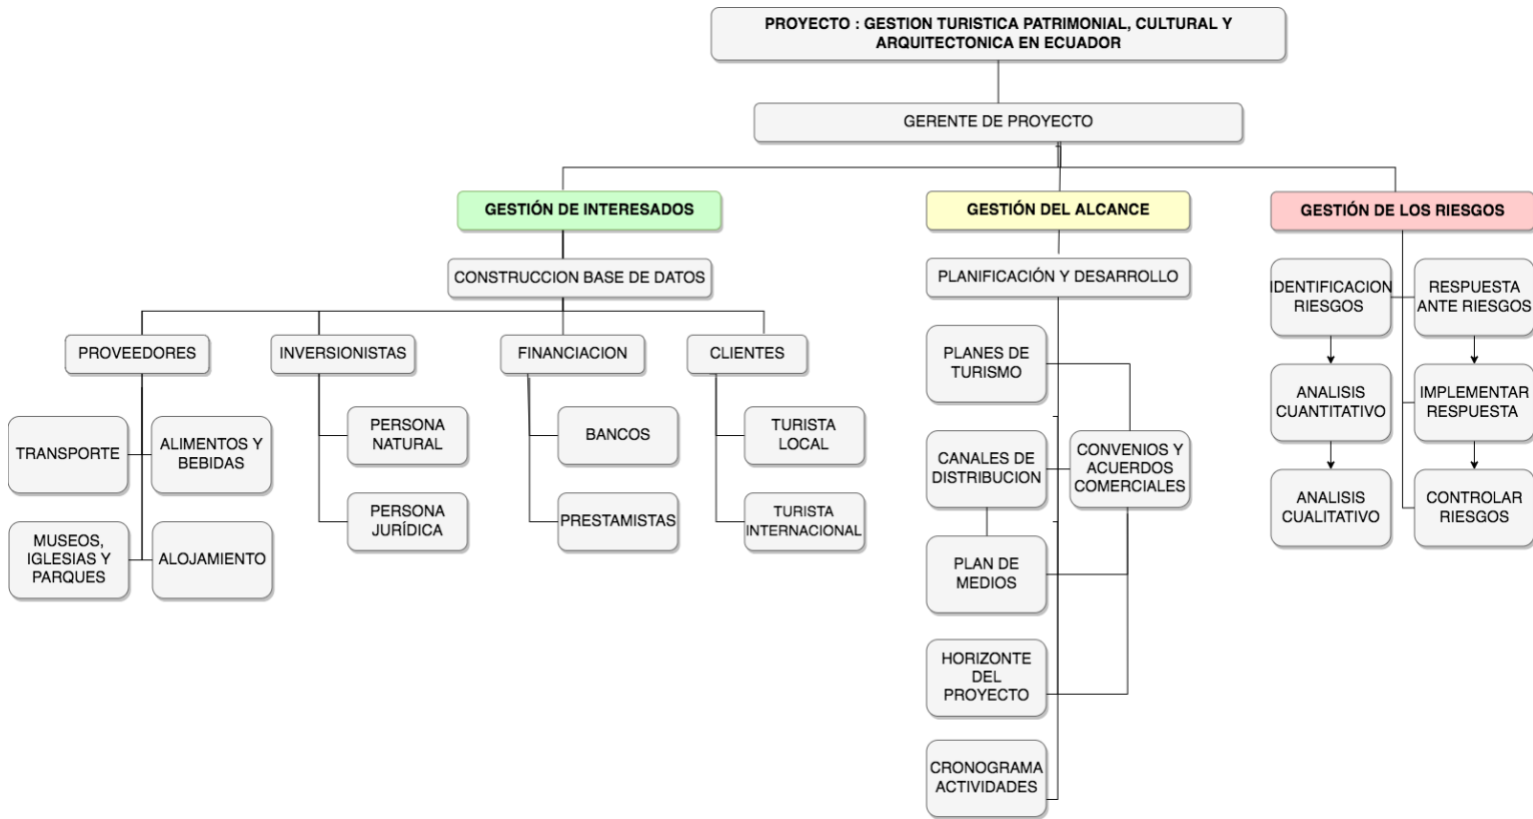 PROYECTO : GESTION TURISTICA PATRIMONIAL, CULTURAL Y
ARQUITECTONICA EN ECUADOR
GERENTE DE PROYECTO
GESTIÓN DE INTERESADOS
CONSTRUCCION BASE DE DATOS
PROVEEDORES
TRANSPORTE
ALIMENTOS Y
BEBIDAS
MUSEOS,
IGLESIAS Y
PARQUES
ALOJAMIENTO
INVERSIONISTAS
PERSONA
NATURAL
PERSONA
JURÍDICA
FINANCIACION
BANCOS
PRESTAMISTAS
CLIENTES
TURISTA
LOCAL
TURISTA
INTERNACIONAL
GESTIÓN DEL ALCANCE
PLANIFICACIÓN Y DESARROLLO
PLANES DE
TURISMO
CANALES DE
DISTRIBUCION
CONVENIOS Y
ACUERDOS
COMERCIALES
PLAN DE
MEDIOS
HORIZONTE
DEL
PROYECTO
CRONOGRAMA
ACTIVIDADES
GESTIÓN DE LOS RIESGOS
IDENTIFICACION
RIESGOS
ANALISIS
CUANTITATIVO
ANALISIS
CUALITATIVO
RESPUESTA
ANTE RIESGOS
IMPLEMENTAR
RESPUESTA
CONTROLAR
RIESGOS